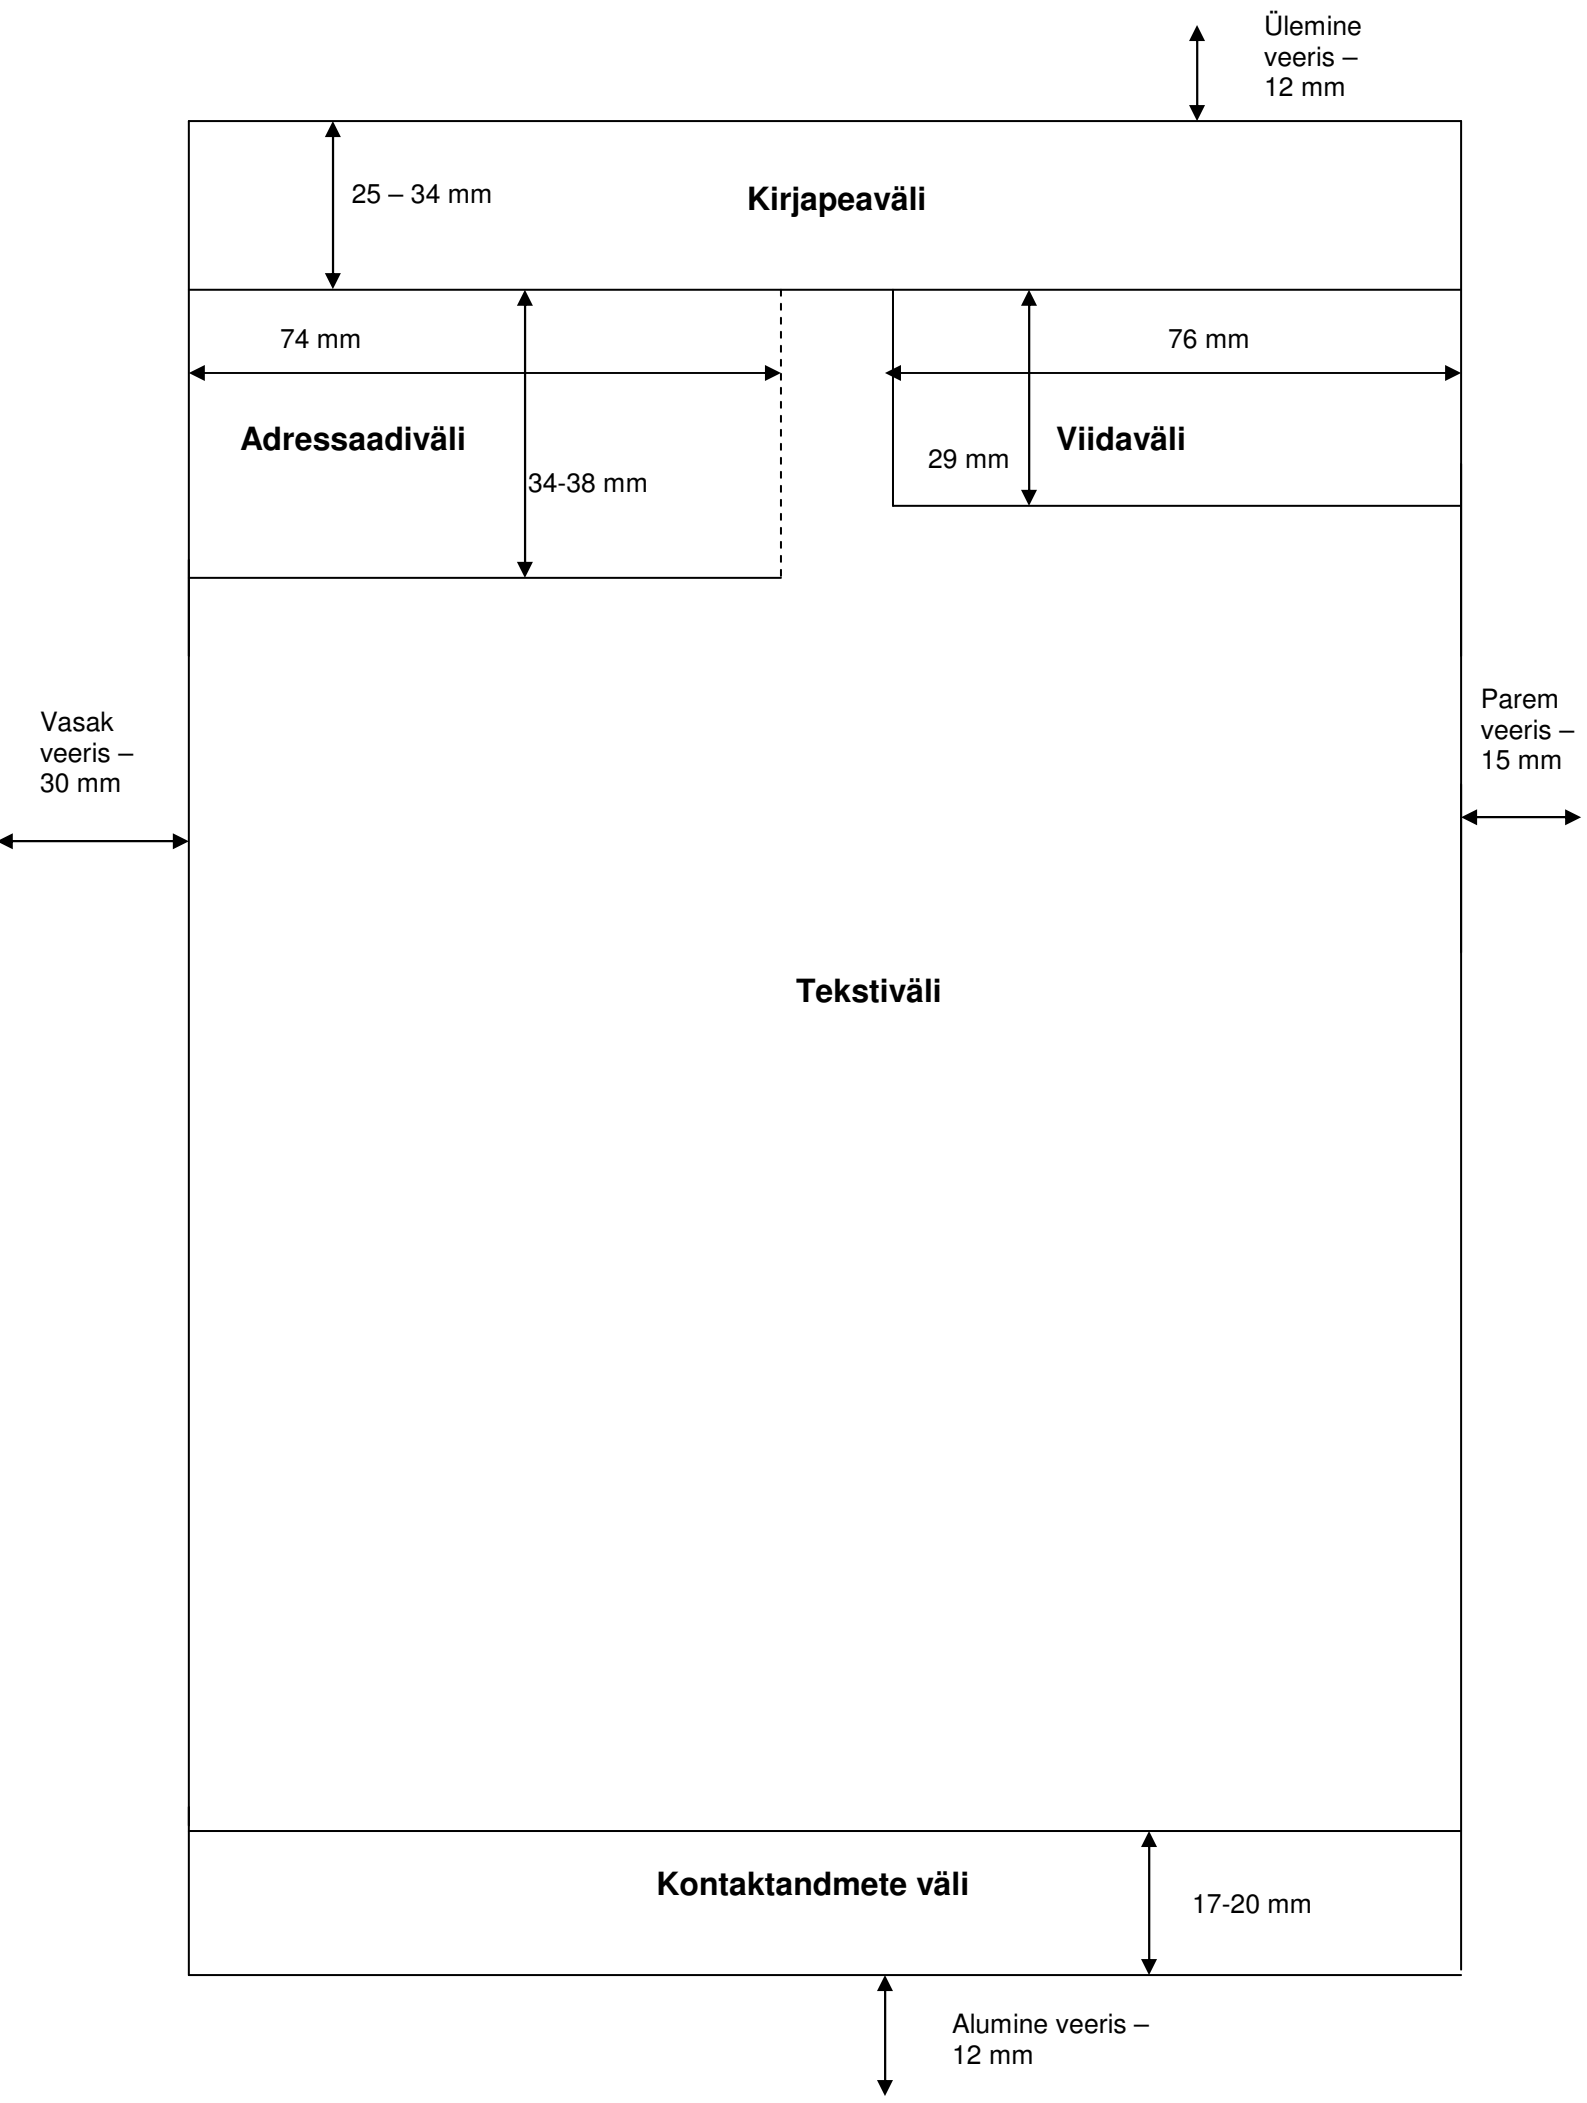 Ülemine
veeris –
12 mm
25 – 34 mm
Kirjapeaväli
74 mm
76 mm
Adressaadiväli
Viidaväli
29 mm
34-38 mm
Vasak
veeris –
30 mm
Parem
veeris –
15 mm
Tekstiväli
Kontaktandmete väli
17-20 mm
Alumine veeris –
12 mm